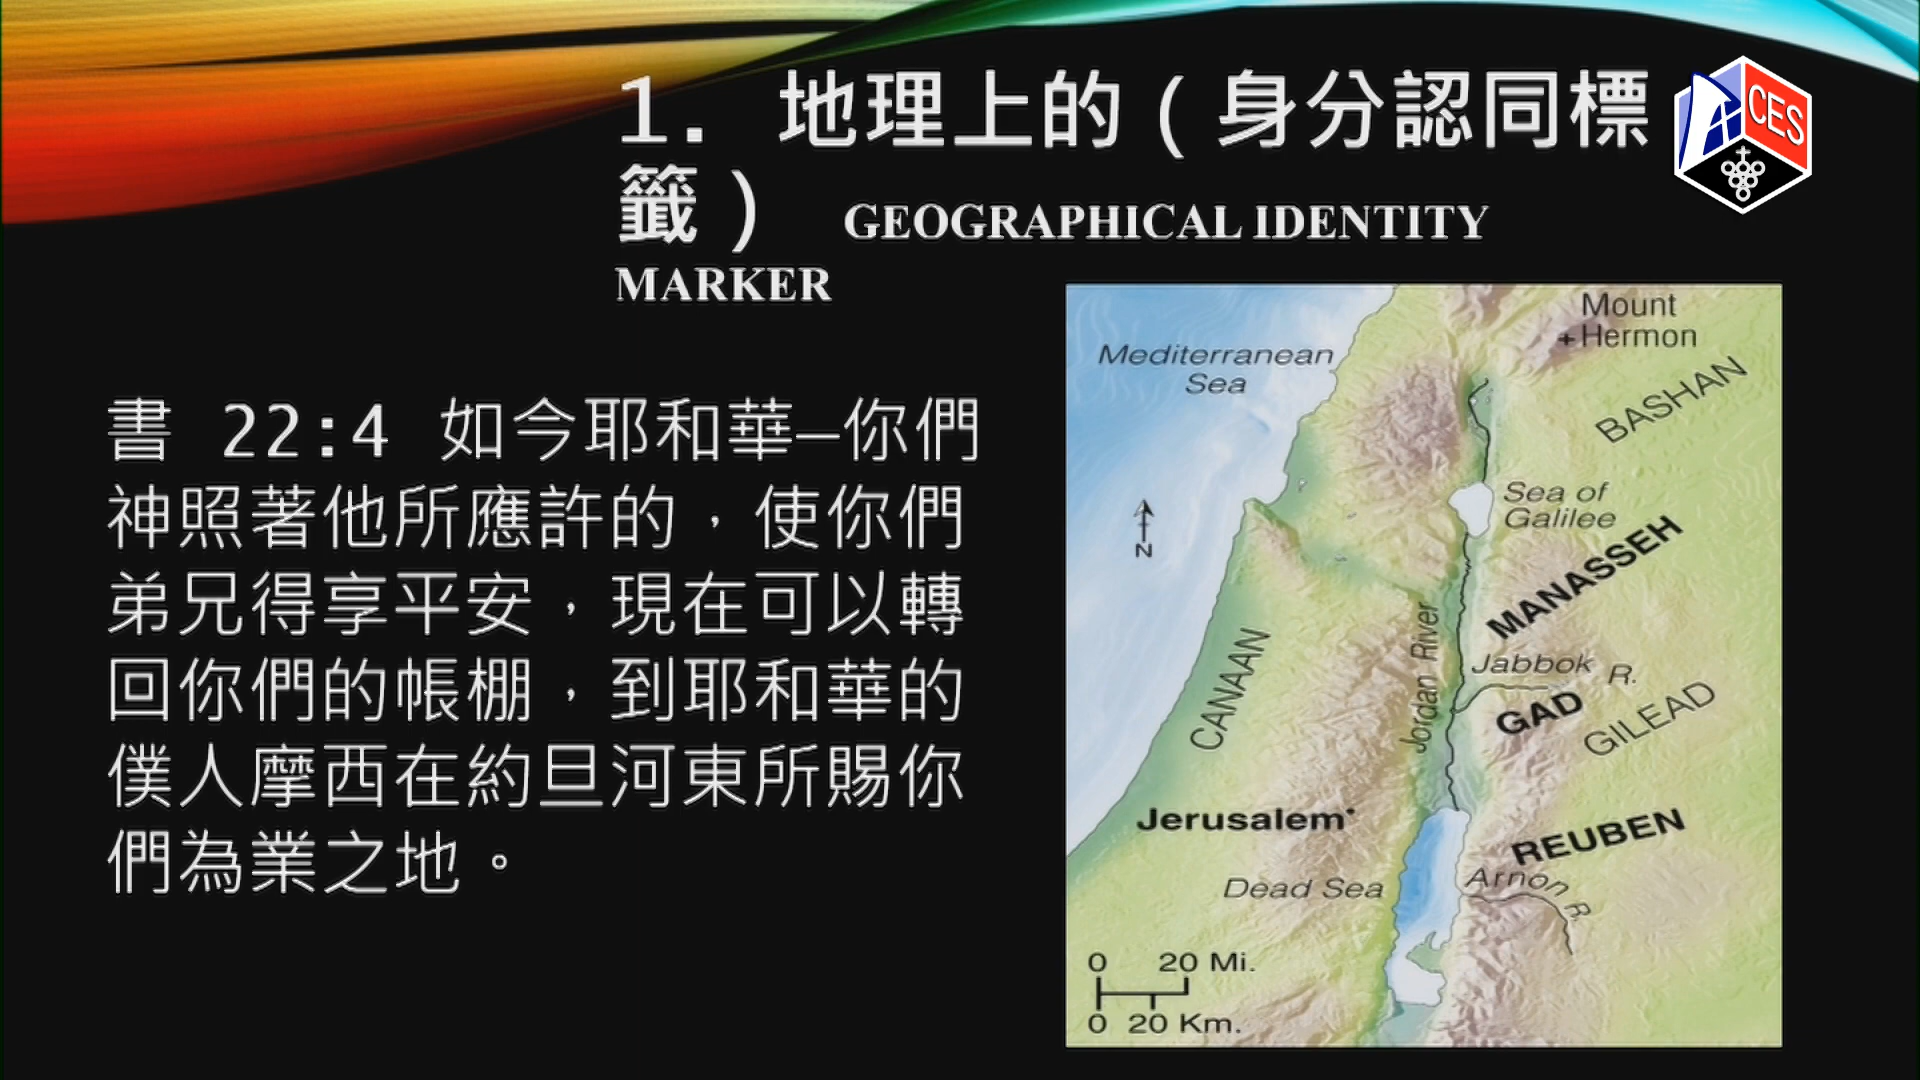 1. 地理上的（身分認同標
籤） GEOGRAPHICAL IDENTITY
MARKER
CES
書 22:4 如今耶和華─你們
神照著他所應許的，使你們
弟兄得享平安，現在可以轉
回你們的帳棚，到耶和華的
僕人摩西在約旦河東所賜你
們為業之地。
Mount
Hermon
Mediterranean
Sea
BASHAN
Sea of
Galilee
N
MANASSEH
Jordan River
CANAAN
Jabbok R.
GAD
GILEAD
Jerusalem
REUBEN
Dead Sea
Arnon R.
0 20 Mi.
0 20 Km.